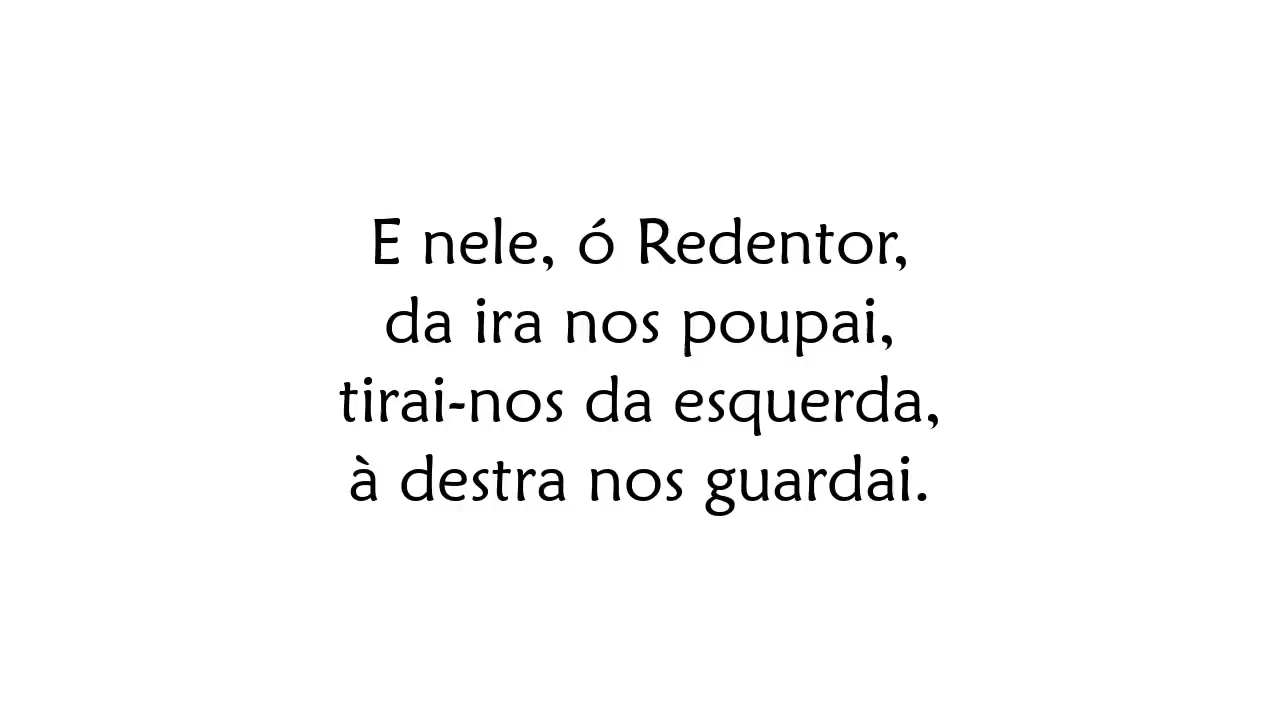 E nele, ó Redentor,
da ira nos poupai,
tirai-nos da esquerda,
à destra nos guardai.